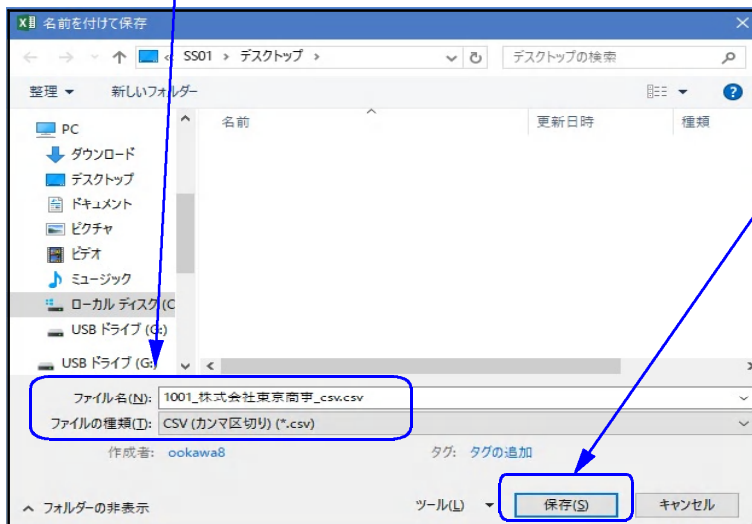 名前を付けて保存
« SS01 › デスクトップ ›
デスクトップの検索
整理 ▼ 新しいフォルダー
名前 更新日時 種類
PC
ダウンロード
デスクトップ
ドキュメント
ピクチャ
ビデオ
ミュージック
ローカル ディスク (C
USB ドライブ (G:)
USB ドライブ (G:)
ファイル名(N): 1001_株式会社東京商事_csv.csv
ファイルの種類(T): CSV (カンマ区切り) (*.csv)
作成者: ookawa8 タグ: タグの追加
フォルダーの非表示 ツール(L) ▼ 保存(S) キャンセル